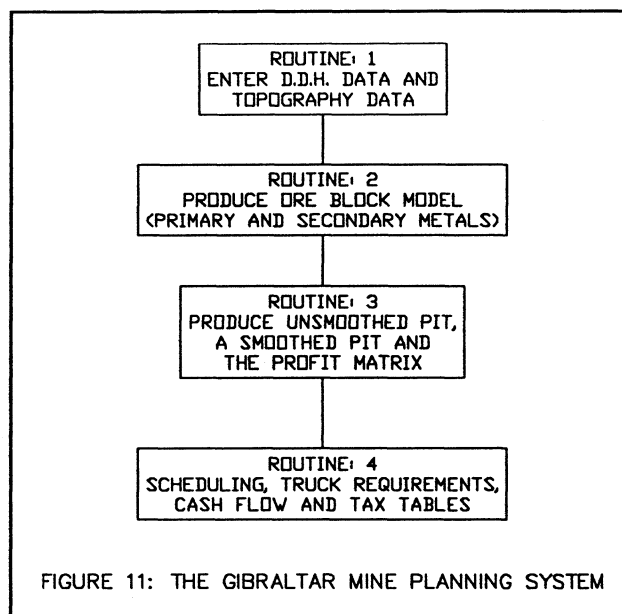 ROUTINE: 1
ENTER D.D.H. DATA AND
TOPOGRAPHY DATA
ROUTINE: 2
PRODUCE ORE BLOCK MODEL
(PRIMARY AND SECONDARY METALS)
ROUTINE: 3
PRODUCE UNSMOOTHED PIT,
A SMOOTHED PIT AND
THE PROFIT MATRIX
ROUTINE: 4
SCHEDULING, TRUCK REQUIREMENTS,
CASH FLOW AND TAX TABLES
FIGURE 11: THE GIBRALTAR MINE PLANNING SYSTEM